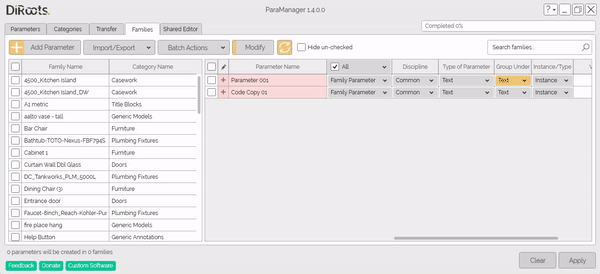 DiRoots.
ParaManager 1.4.0.0
Parameters Categories Transfer Families Shared Editor
Completed 0%
Add Parameter Import/Export Batch Actions Modify Hide un-checked Search families...
Family Name Category Name
4500_Kitchen Island Casework
4500_Kitchen Island_DW Casework
A1 metric Title Blocks
aalto vase - tall Generic Models
Bar Chair Furniture
Bathtub-TOTO-Nexus-FBF794S Plumbing Fixtures
Cabinet 1 Furniture
Curtain Wall Dbl Glass Doors
DC_Tankworks_PLM_5000L Plumbing Fixtures
Dining Chair (3) Furniture
Entrance door Doors
Faucet-8inch_Reach-Kohler-Pu Plumbing Fixtures
fire place hang Generic Models
Help Button Generic Annotations
Parameter Name All Discipline Type of Parameter Group Under Instance/Type V
Parameter 001 Family Parameter Common Text Text Instance
Code Copy 01 Family Parameter Common Text Text Instance
0 parameters will be created in 0 families
Feedback Donate Custom Software
Clear Apply